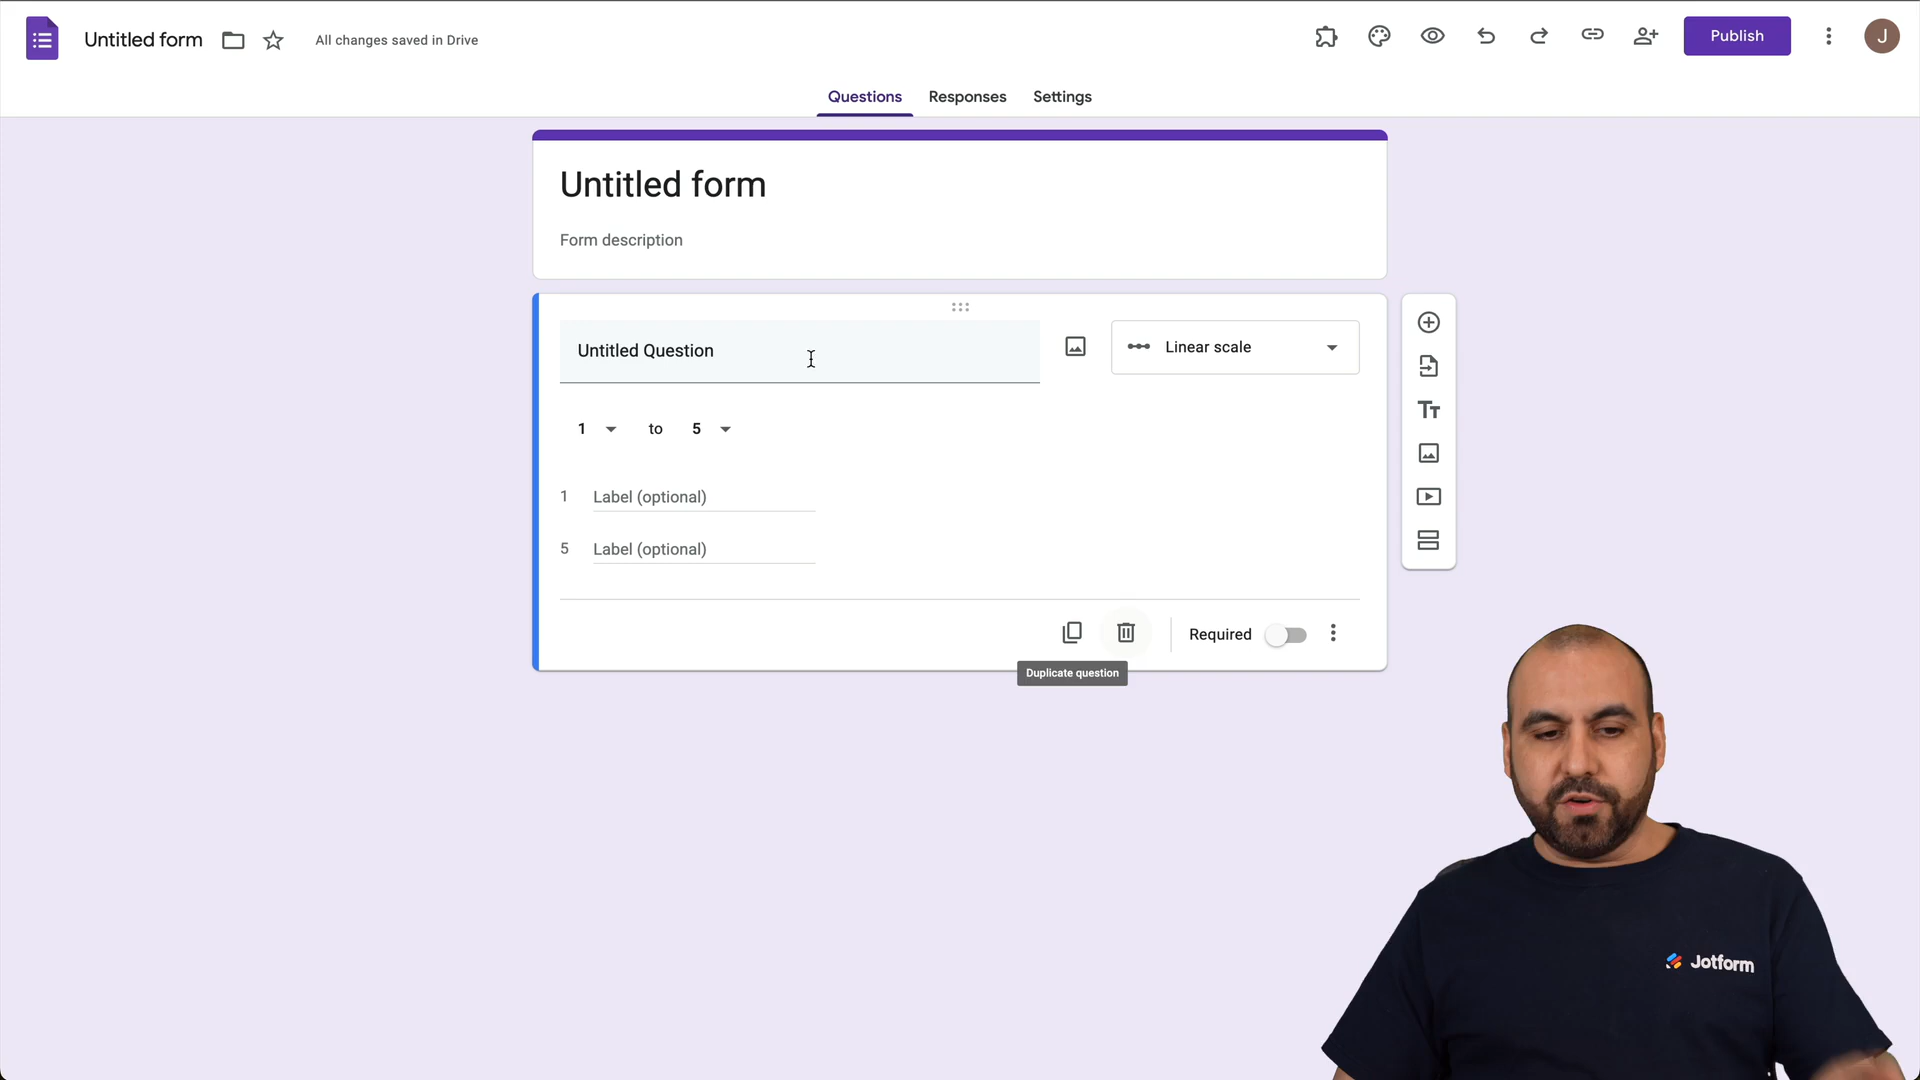 Untitled form
All changes saved in Drive
Publish
J
Questions
Responses
Settings
Untitled form
Form description
Untitled Question
Linear scale
1 to 5
1 Label (optional)
5 Label (optional)
Required
Duplicate question
Jotform